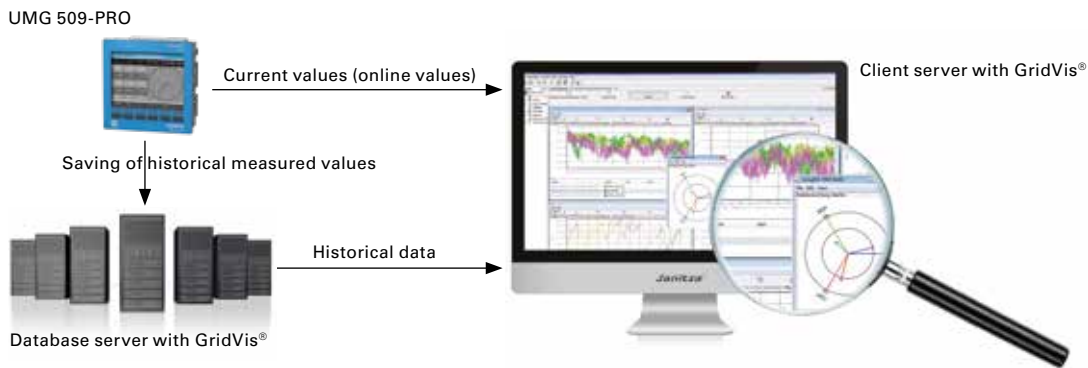 UMG 509-PRO
Current values (online values)
Client server with GridVis®
Saving of historical measured values
Historical data
Janitza
Database server with GridVis®